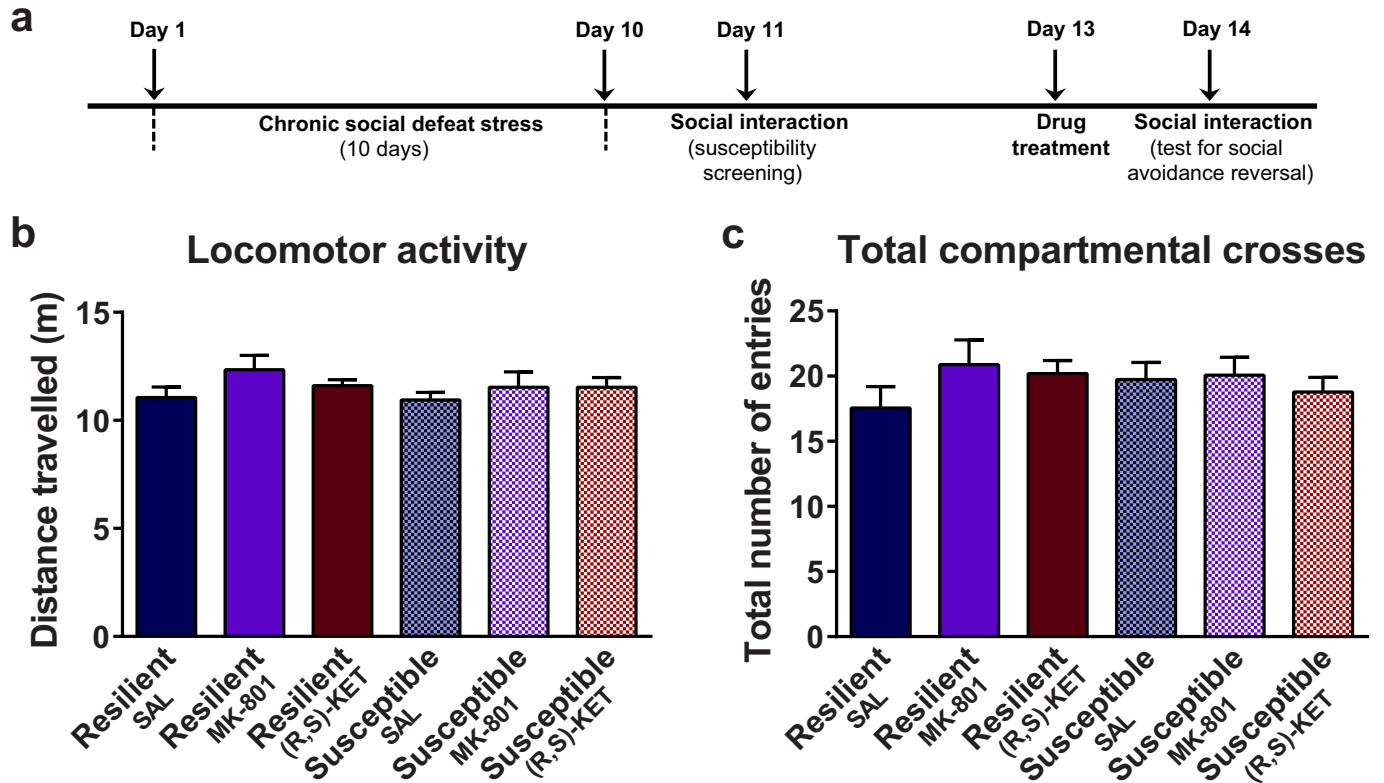 a
Day 1
Day 10
Day 11
Day 13
Day 14
Chronic social defeat stress
(10 days)
Social interaction
(susceptibility
screening)
Drug
treatment
Social interaction
(test for social
avoidance reversal)
b
Locomotor activity
Distance travelled (m)
15
10
5
0
Resilient
SAL
Resilient
MK-801
Resilient
(R,S)-KET
Susceptible
SAL
Susceptible
MK-801
Susceptible
(R,S)-KET
c
Total compartmental crosses
Total number of entries
25
20
15
10
5
0
Resilient
SAL
Resilient
MK-801
Resilient
(R,S)-KET
Susceptible
SAL
Susceptible
MK-801
Susceptible
(R,S)-KET